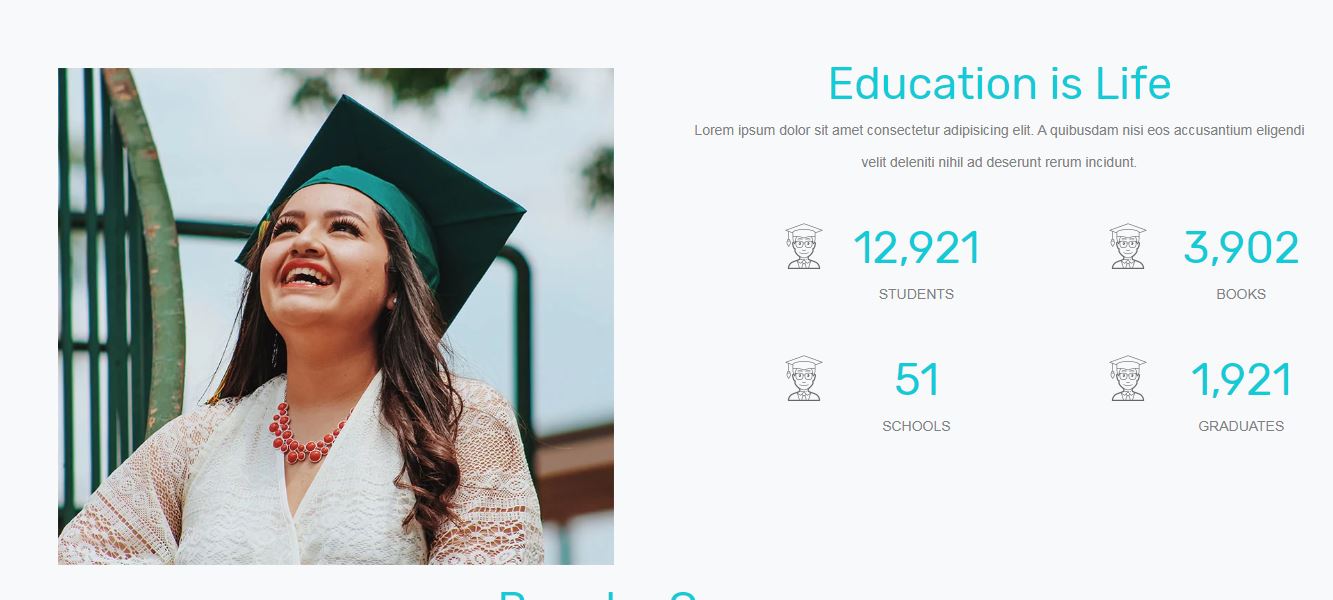 Education is Life
Lorem ipsum dolor sit amet consectetur adipisicing elit. A quibusdam nisi eos accusantium eligendi
velit deleniti nihil ad deserunt rerum incidunt.
12,921
STUDENTS
3,902
BOOKS
51
SCHOOLS
1,921
GRADUATES